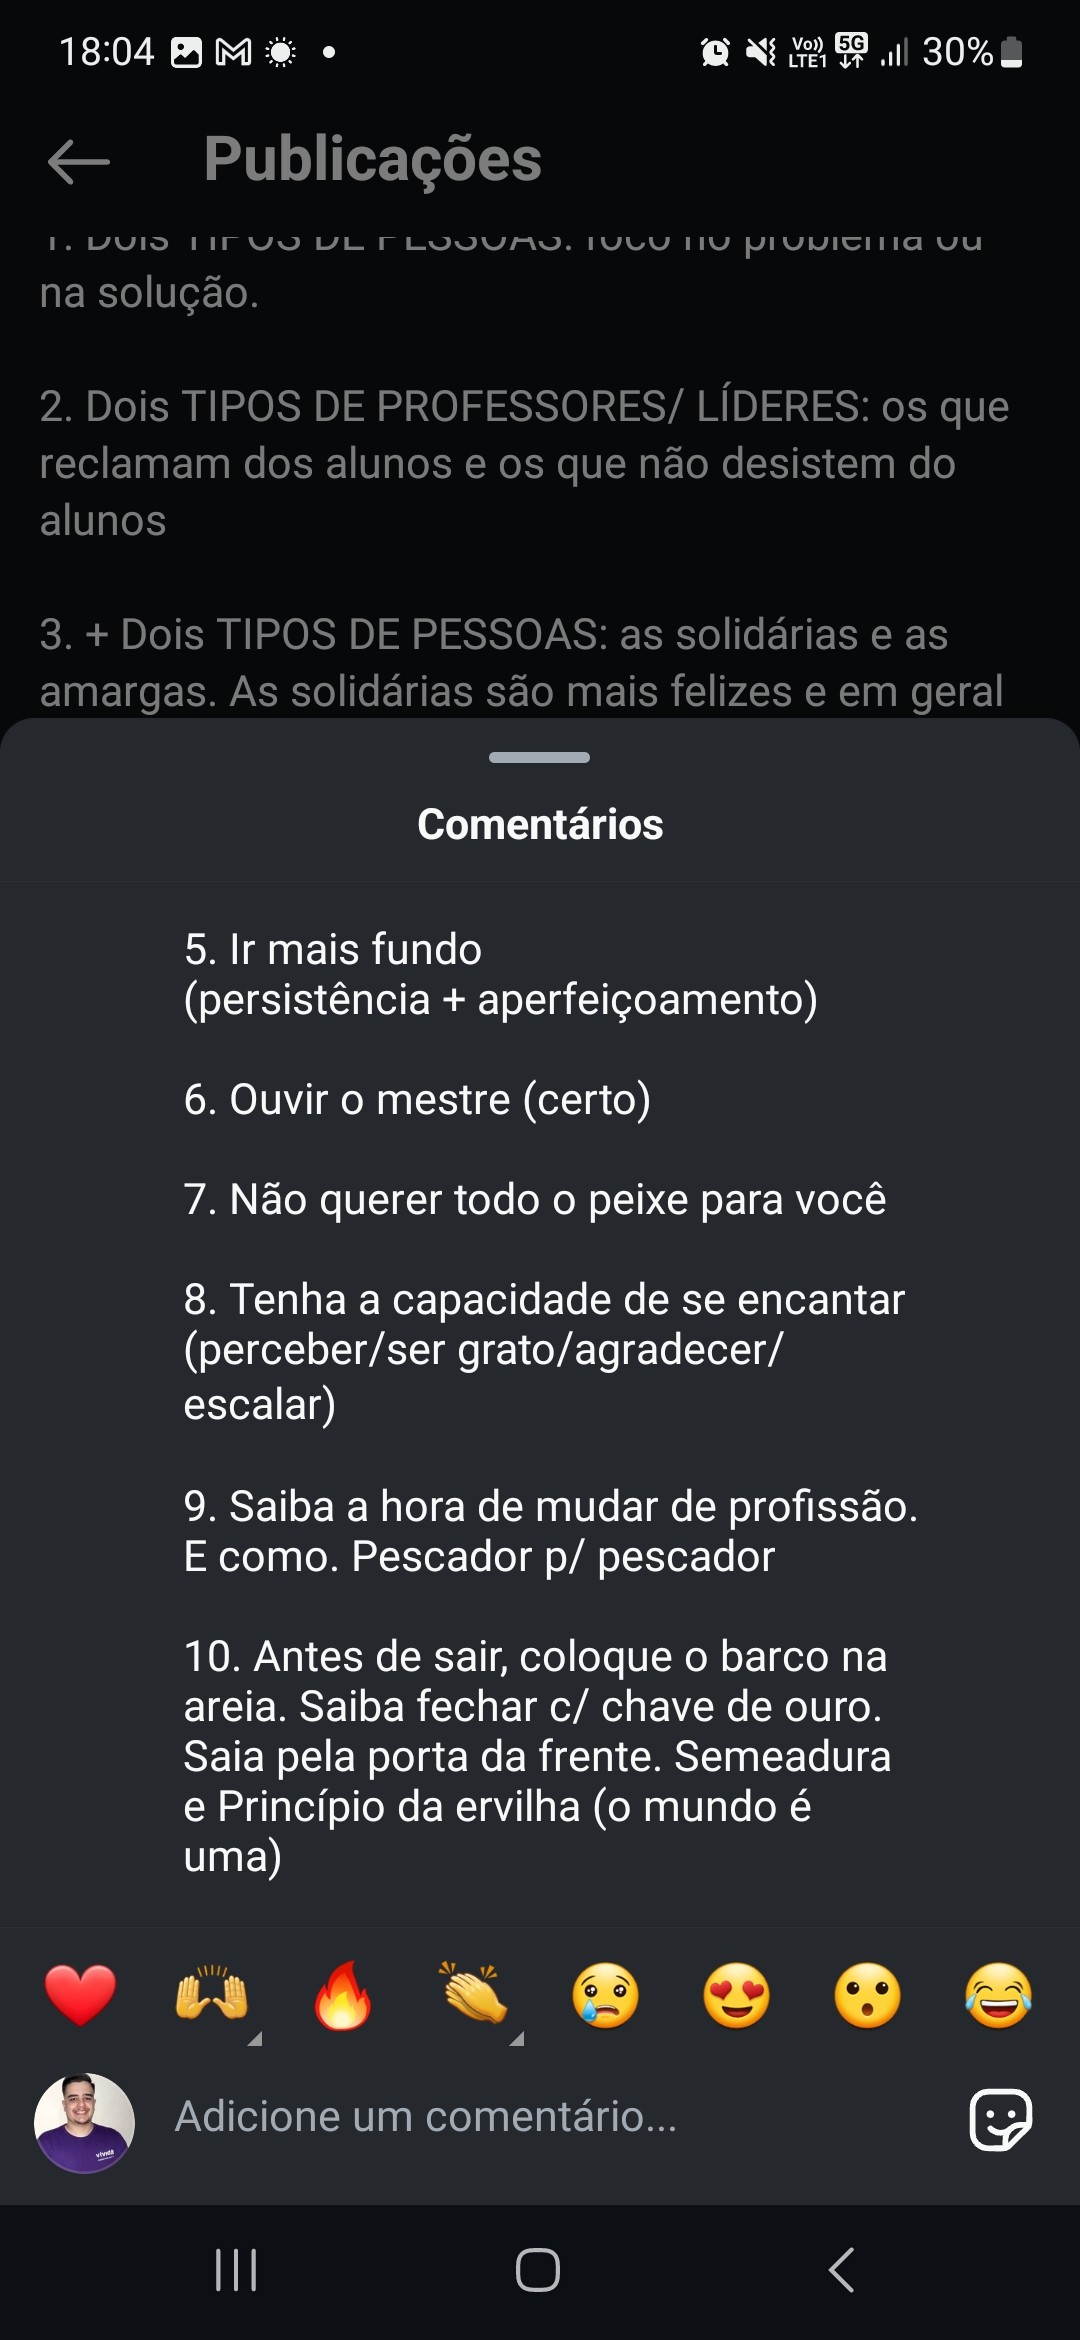 18:04
Vo))
LTE1
5G
30%
Publicações
1. Dois TIPOS DE PESSOAS: foco no problema ou
na solução.
2. Dois TIPOS DE PROFESSORES/ LÍDERES: os que
reclamam dos alunos e os que não desistem do
alunos
3. + Dois TIPOS DE PESSOAS: as solidárias e as
amargas. As solidárias são mais felizes e em geral
Comentários
5. Ir mais fundo
(persistência + aperfeiçoamento)
6. Ouvir o mestre (certo)
7. Não querer todo o peixe para você
8. Tenha a capacidade de se encantar
(perceber/ser grato/agradecer/
escalar)
9. Saiba a hora de mudar de profissão.
E como. Pescador p/ pescador
10. Antes de sair, coloque o barco na
areia. Saiba fechar c/ chave de ouro.
Saia pela porta da frente. Semeadura
e Princípio da ervilha (o mundo é
uma)
Adicione um comentário...